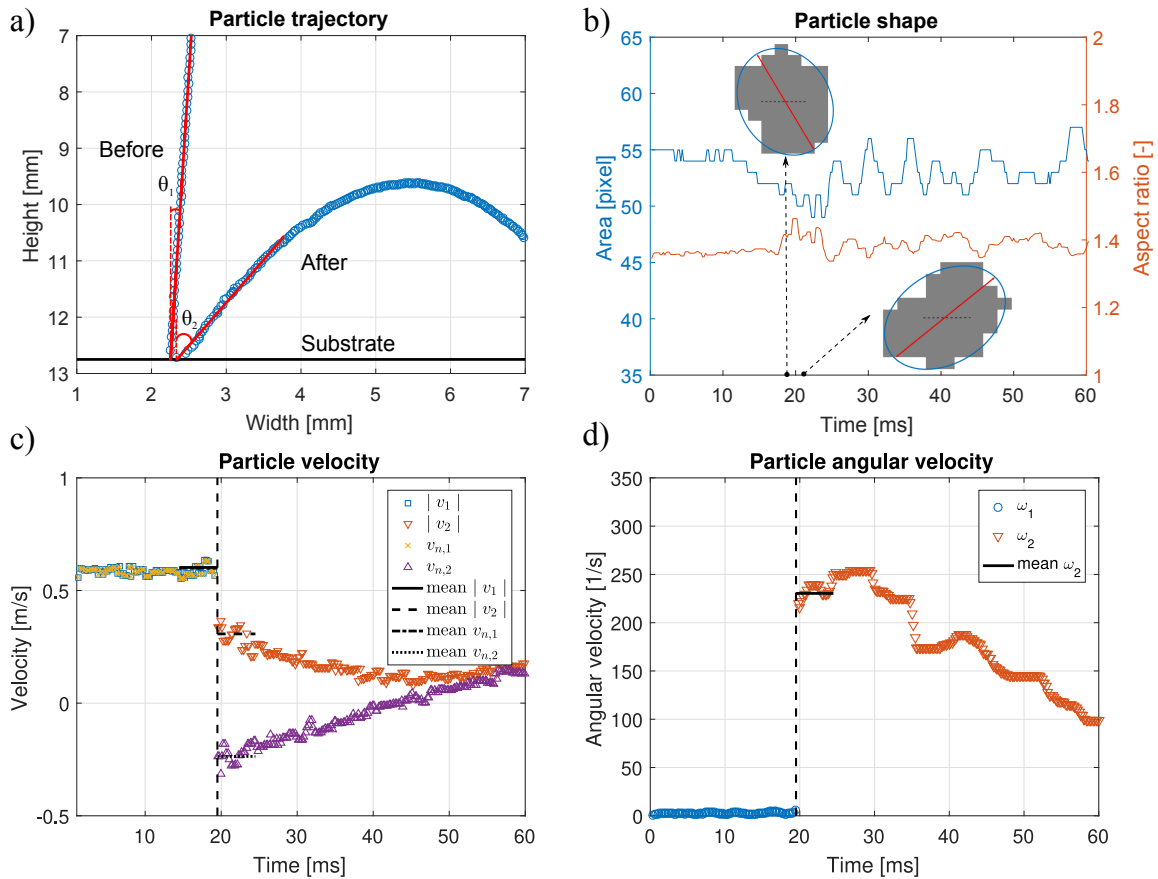 a)
Particle trajectory
7
8
9
10
11
12
13
Height [mm]
Before
θ1
θ2
After
Substrate
1
2
3
4
5
6
7
Width [mm]
b)
Particle shape
65
60
55
50
45
40
35
Area [pixel]
2
1.8
1.6
1.4
1.2
1
Aspect ratio [-]
0
10
20
30
40
50
60
Time [ms]
c)
Particle velocity
1
0.5
0
-0.5
Velocity [m/s]
| v1 |
| v2 |
vn,1
vn,2
mean | v1 |
mean | v2 |
mean vn,1
mean vn,2
10
20
30
40
50
60
Time [ms]
d)
Particle angular velocity
350
300
250
200
150
100
50
0
Angular velocity [1/s]
ω1
ω2
mean ω2
0
10
20
30
40
50
60
Time [ms]